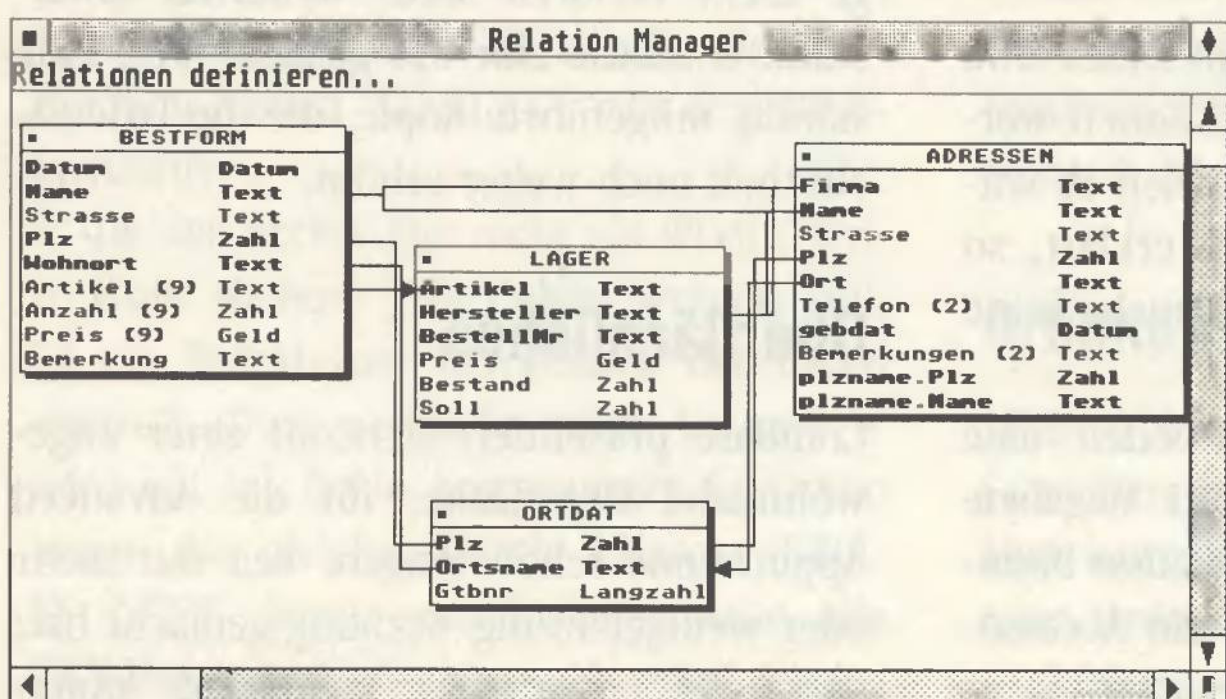 Relation Manager
Relationen definieren...
BESTFORM
Datum Datum
Name Text
Strasse Text
Plz Zahl
Wohnort Text
Artikel (9) Text
Anzahl (9) Zahl
Preis (9) Geld
Bemerkung Text
LAGER
Artikel Text
Hersteller Text
BestellNr Text
Preis Geld
Bestand Zahl
Soll Zahl
ADRESSEN
Firma Text
Name Text
Strasse Text
Plz Zahl
Ort Text
Telefon (2) Text
gebdat Datum
Bemerkungen (2) Text
plzname.Plz Zahl
plzname.Name Text
ORTDAT
Plz Zahl
Ortsname Text
Gtbnr Langzahl